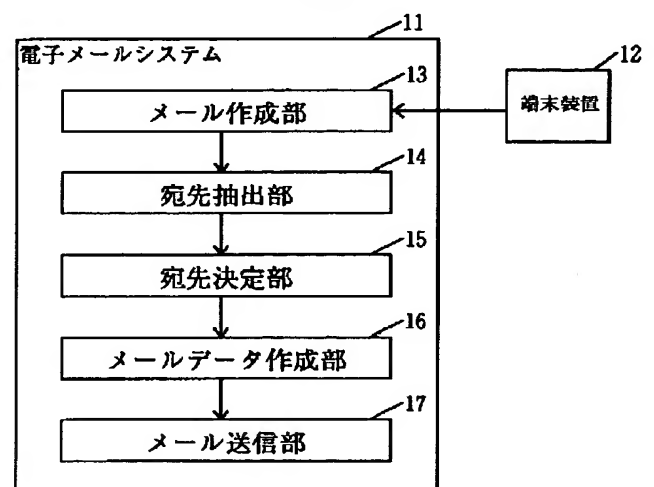 11
電子メールシステム
12
13
端末装置
メール作成部
14
宛先抽出部
15
宛先決定部
16
メールデータ作成部
17
メール送信部